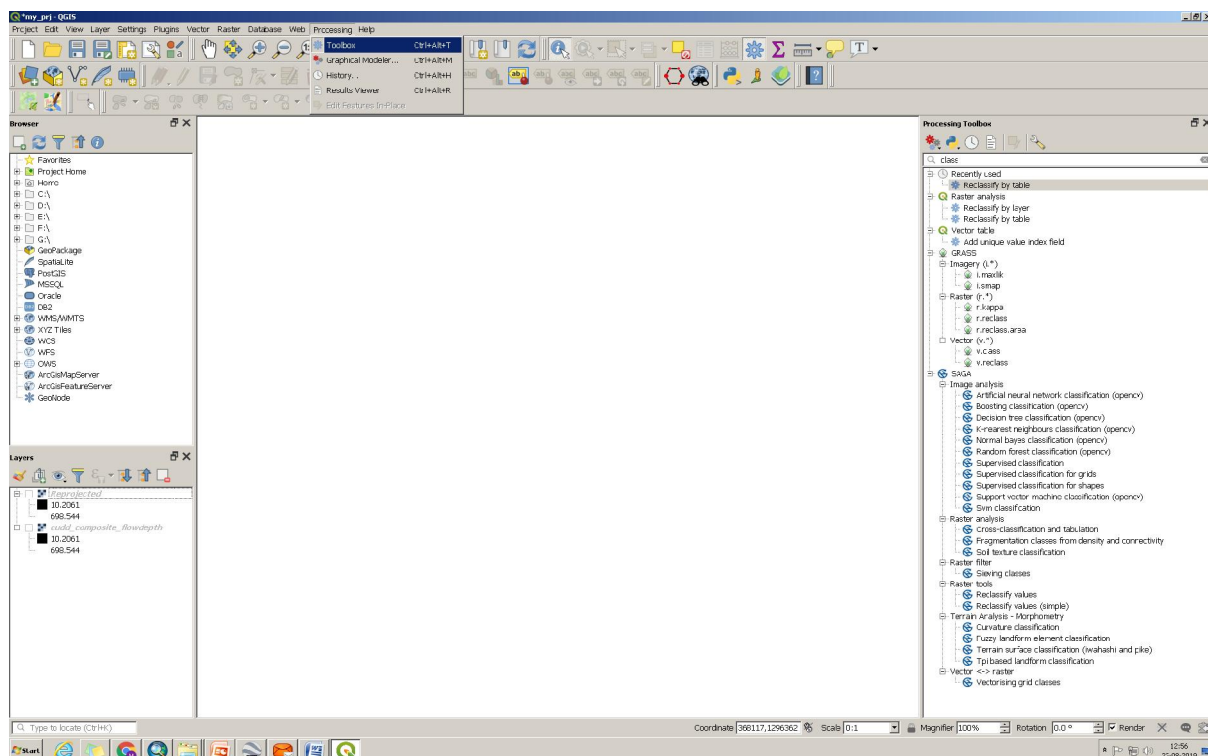 *my_prj - QGIS
Project Edit View Layer Settings Plugins Vector Raster Database Web Processing Help
Toolbox Ctrl+Alt+T
Graphical Modeler... Ctrl+Alt+M
History... Ctrl+Alt+H
Results Viewer Ctrl+Alt+R
Edit Features In-Place
Browser
Favorites
Project Home
Home
C:\
D:\
E:\
F:\
G:\
GeoPackage
SpatiaLite
PostGIS
MSSQL
Oracle
DB2
WMS/WMTS
XYZ Tiles
WCS
WFS
OWS
ArcGisMapServer
ArcGisFeatureServer
GeoNode
Layers
Reprojected
10.2061
698.544
cudd_composite_flowdepth
10.2061
698.544
Processing Toolbox
class
Recently used
Reclassify by table
Raster analysis
Reclassify by layer
Reclassify by table
Vector table
Add unique value index field
GRASS
Imagery (i.*)
i.maxlik
i.smap
Raster (r.*)
r.kappa
r.reclass
r.reclass.area
Vector (v.*)
v.class
v.reclass
SAGA
Image analysis
Artificial neural network classification (opencv)
Boosting classification (opencv)
Decision tree classification (opencv)
K-nearest neighbours classification (opencv)
Normal bayes classification (opencv)
Random forest classification (opencv)
Supervised classification
Supervised classification for grids
Supervised classification for shapes
Support vector machine classification (opencv)
Svm classification
Raster analysis
Cross-classification and tabulation
Fragmentation classes from density and connectivity
Soil texture classification
Raster filter
Sieving classes
Raster tools
Reclassify values
Reclassify values (simple)
Terrain Analysis - Morphometry
Curvature classification
Fuzzy landform element classification
Terrain surface classification (iwahashi and pike)
Tpi based landform classification
Vector <-> raster
Vectorising grid classes
Type to locate (Ctrl+K)
Coordinate 368117,1296362 Scale 0:1 Magnifier 100% Rotation 0.0 ° Render
Start
12:56